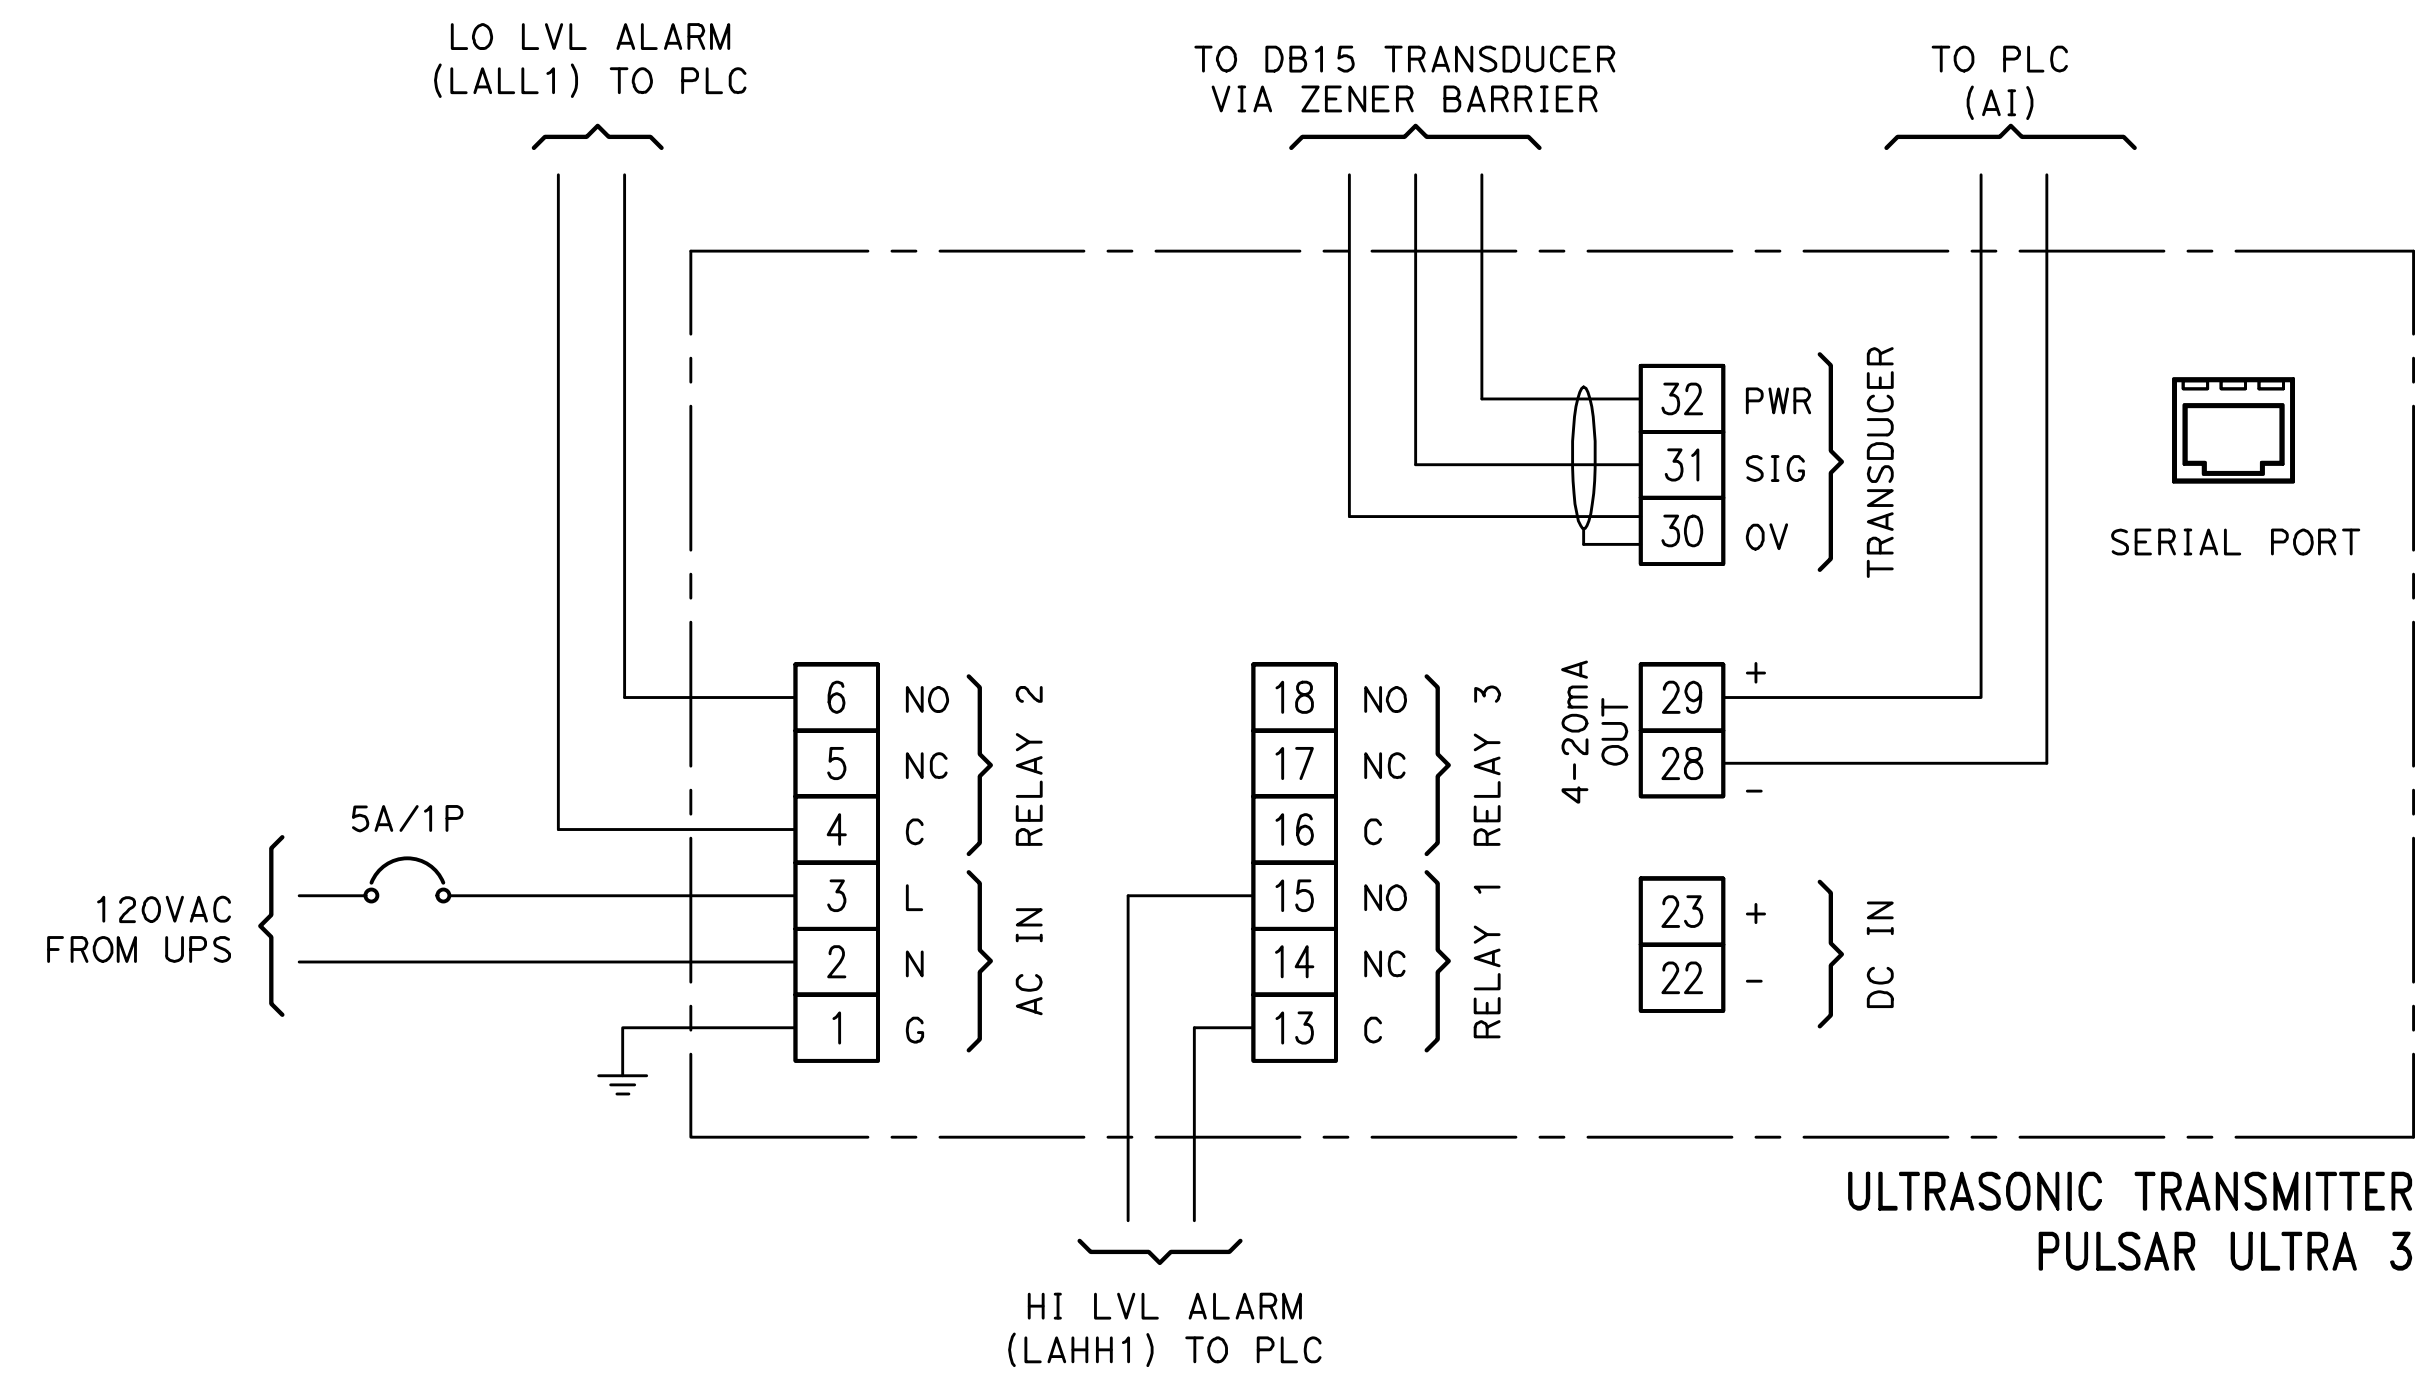 LO LVL ALARM
(LALL1) TO PLC
TO DB15 TRANSDUCER
VIA ZENER BARRIER
TO PLC
(AI)
32 PWR
31 SIG
30 0V
TRANSDUCER
SERIAL PORT
6 NO
5 NC
4 C
RELAY 2
3 L
2 N
1 G
AC IN
5A/1P
120VAC
FROM UPS
18 NO
17 NC
16 C
RELAY 3
15 NO
14 NC
13 C
RELAY 1
4-20mA
OUT
29 +
28 -
23 +
22 -
DC IN
ULTRASONIC TRANSMITTER
PULSAR ULTRA 3
HI LVL ALARM
(LAHH1) TO PLC